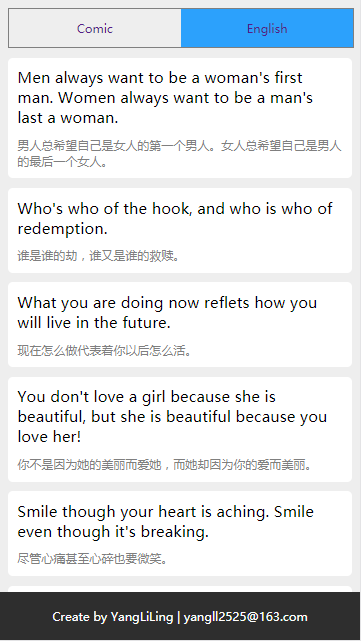 Comic
English
Men always want to be a woman's first
man. Women always want to be a man's
last a woman.
男人总希望自己是女人的第一个男人。女人总希望自己是男人
的最后一个女人。
Who's who of the hook, and who is who of
redemption.
谁是谁的劫，谁又是谁的救赎。
What you are doing now reflets how you
will live in the future.
现在怎么做代表着你以后怎么活。
You don't love a girl because she is
beautiful, but she is beautiful because you
love her!
你不是因为她的美丽而爱她，而她却因为你的爱而美丽。
Smile though your heart is aching. Smile
even though it's breaking.
尽管心痛甚至心碎也要微笑。
Create by YangLiLing | yangll2525@163.com